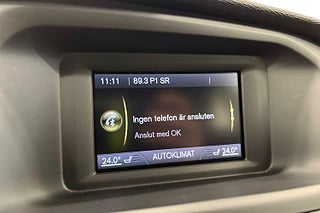 11:11 89.3 P1 SR
Ingen telefon är ansluten
Anslut med OK
AUTOKLIMAT
24.0° 24.0°